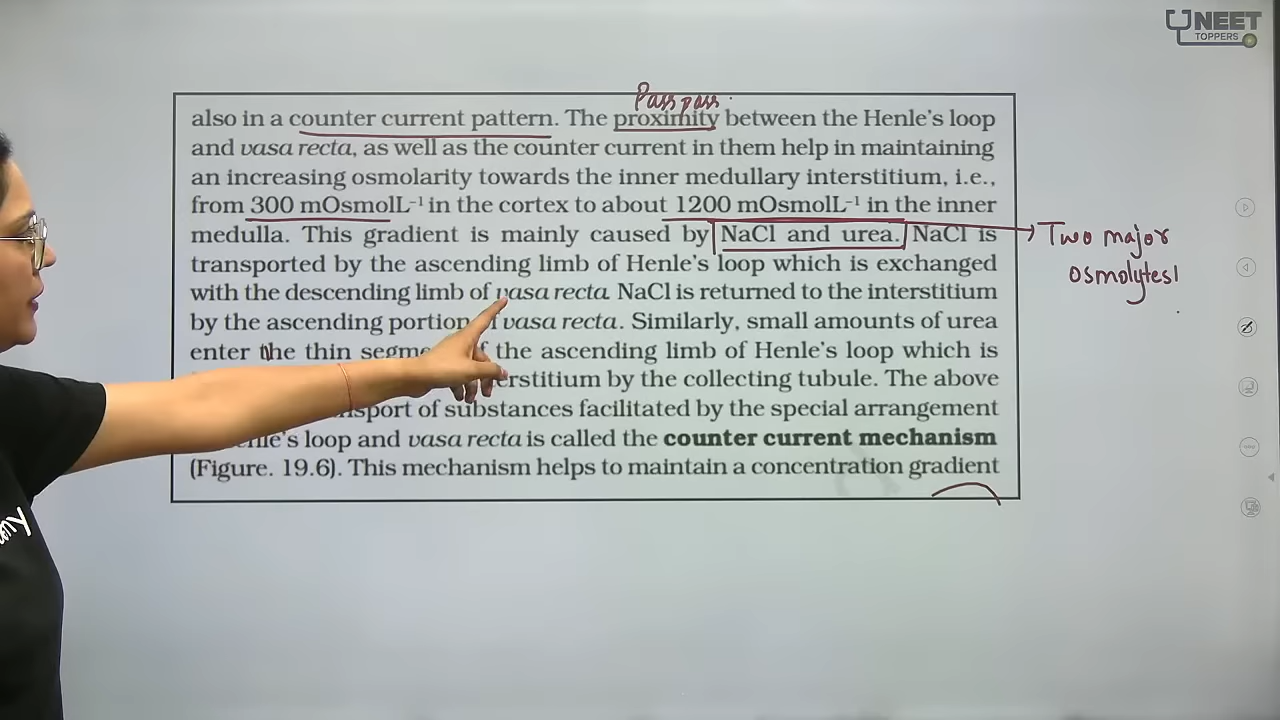 UNEET
TOPPERS
Pass pass.
also in a counter current pattern. The proximity between the Henle's loop
and vasa recta, as well as the counter current in them help in maintaining
an increasing osmolarity towards the inner medullary interstitium, i.e.,
from 300 mOsmolL⁻¹ in the cortex to about 1200 mOsmolL⁻¹ in the inner
medulla. This gradient is mainly caused by NaCl and urea. NaCl is → Two major
osmolytes
transported by the ascending limb of Henle's loop which is exchanged
with the descending limb of vasa recta. NaCl is returned to the interstitium
by the ascending portion vasa recta. Similarly, small amounts of urea
enter the thin the ascending limb of Henle's loop which is
by the collecting tubule. The above
of substances facilitated by the special arrangement
loop and vasa recta is called the counter current mechanism
(Figure. 19.6). This mechanism helps to maintain a concentration gradient